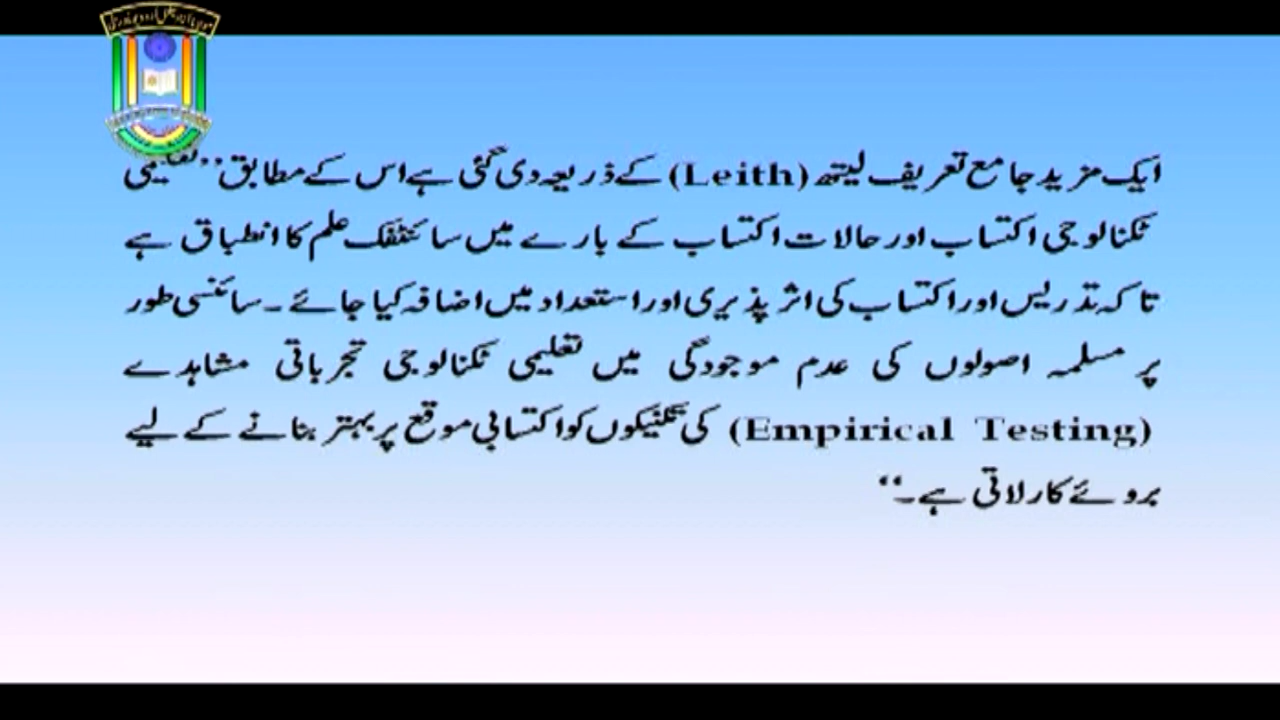 ایک مزید جامع تعریف لیتھ (Leith) کے ذریعہ دی گئی ہے اس کے مطابق ’’تعلیمی
ٹکنالوجی اکتساب اور حالات اکتساب کے بارے میں سائنٹفک علم کا انطباق ہے
تاکہ تدریس اور اکتساب کی اثر پذیری اور استعداد میں اضافہ کیا جائے۔ سائنسی طور
پر مسلمہ اصولوں کی عدم موجودگی میں تعلیمی ٹکنالوجی تجرباتی مشاہدے
(Empirical Testing) کی تکنیکوں کو اکتسابی موقع پر بہتر بنانے کے لیے
بروئے کار لاتی ہے۔‘‘